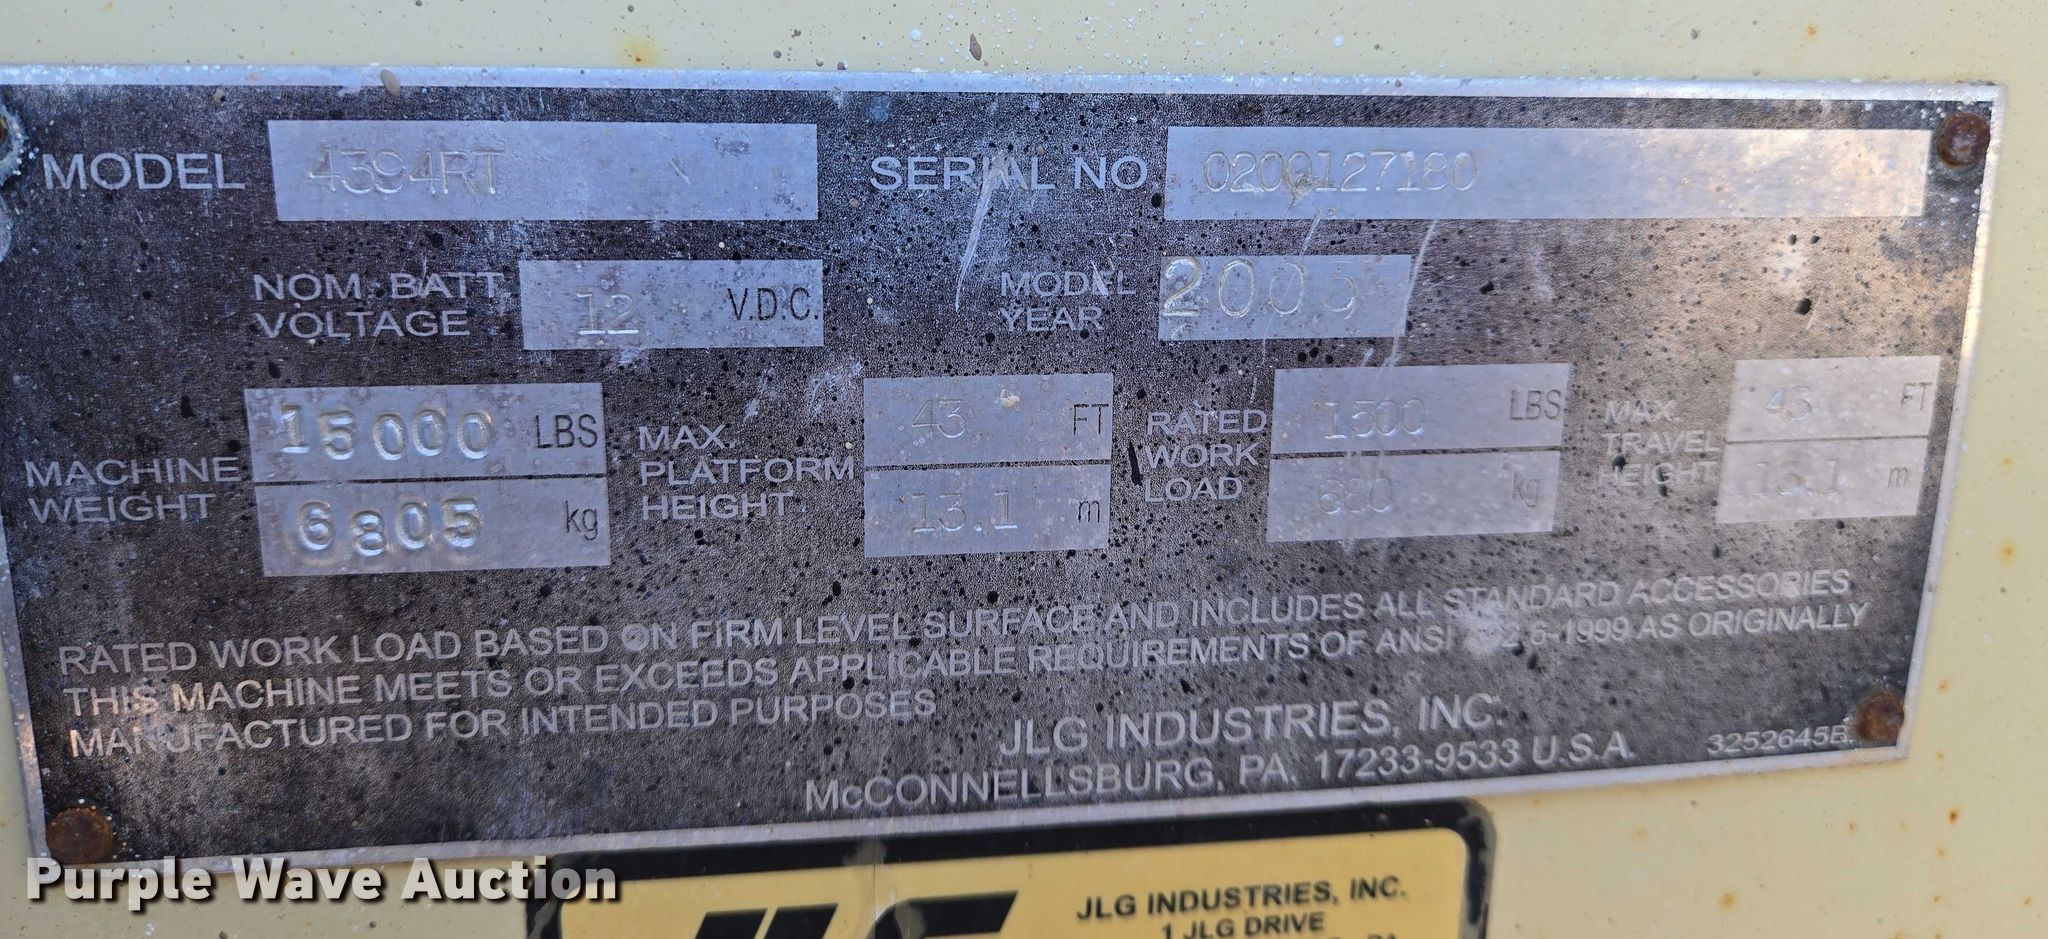 MODEL 4394RT SERIAL NO 0200127180
NOM. BATT VOLTAGE 12 V.D.C. MODEL YEAR 2005
MACHINE WEIGHT 15000 LBS 6805 kg
MAX. PLATFORM HEIGHT 43 FT 13.1 m
RATED WORK LOAD 1500 LBS 680 kg
MAX TRAVEL HEIGHT 43 FT 13.1 m
RATED WORK LOAD BASED ON FIRM LEVEL SURFACE AND INCLUDES ALL STANDARD ACCESSORIES
THIS MACHINE MEETS OR EXCEEDS APPLICABLE REQUIREMENTS OF ANSI AS ORIGINALLY
MANUFACTURED FOR INTENDED PURPOSES
JLG INDUSTRIES, INC.
McCONNELLSBURG, PA. 17233-9533 U.S.A.
3252645B
Purple Wave Auction
JLG INDUSTRIES, INC.
1 JLG DRIVE